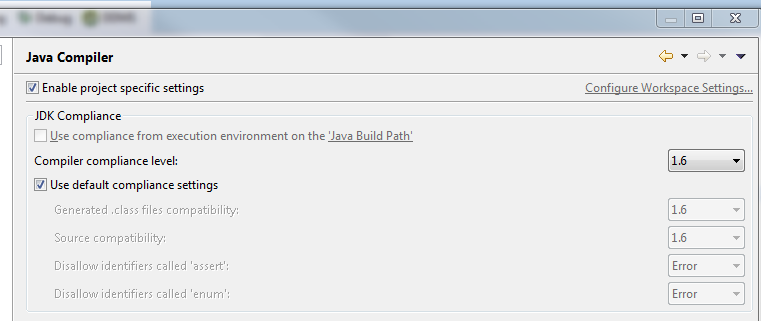 Debug DDMS
Java Compiler
Enable project specific settings Configure Workspace Settings...
JDK Compliance
Use compliance from execution environment on the 'Java Build Path'
Compiler compliance level: 1.6
Use default compliance settings
Generated .class files compatibility: 1.6
Source compatibility: 1.6
Disallow identifiers called 'assert': Error
Disallow identifiers called 'enum': Error